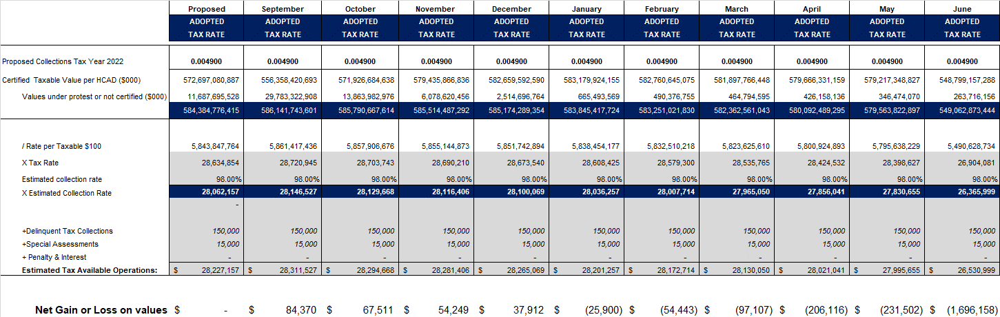 Proposed September October November December January February March April May June
ADOPTED ADOPTED ADOPTED ADOPTED ADOPTED ADOPTED ADOPTED ADOPTED ADOPTED ADOPTED ADOPTED
TAX RATE TAX RATE TAX RATE TAX RATE TAX RATE TAX RATE TAX RATE TAX RATE TAX RATE TAX RATE TAX RATE
Proposed Collections Tax Year 2022 0.004900 0.004900 0.004900 0.004900 0.004900 0.004900 0.004900 0.004900 0.004900 0.004900 0.004900
Certified Taxable Value per HCAD ($000) 572,697,080,887 556,358,420,693 571,926,684,638 579,435,866,836 582,659,592,590 583,179,924,155 582,760,645,075 581,897,766,448 579,666,331,159 579,217,348,827 548,799,157,288
Values under protest or not certified ($000) 11,687,695,528 29,783,322,908 13,863,982,976 6,078,620,456 2,514,696,764 665,493,569 490,376,755 464,794,595 426,158,136 346,474,070 263,716,156
584,384,776,415 586,141,743,601 585,790,667,614 585,514,487,292 585,174,289,354 583,845,417,724 583,251,021,830 582,362,561,043 580,092,489,295 579,563,822,897 549,062,873,444
/ Rate per Taxable $100 5,843,847,764 5,861,417,436 5,857,906,676 5,855,144,873 5,851,742,894 5,838,454,177 5,832,510,218 5,823,625,610 5,800,924,893 5,795,638,229 5,490,628,734
X Tax Rate 28,634,854 28,720,945 28,703,743 28,690,210 28,673,540 28,608,425 28,579,300 28,535,765 28,424,532 28,398,627 26,904,081
Estimated collection rate 98.00% 98.00% 98.00% 98.00% 98.00% 98.00% 98.00% 98.00% 98.00% 98.00% 98.00%
X Estimated Collection Rate 28,062,157 28,146,527 28,129,668 28,116,406 28,100,069 28,036,257 28,007,714 27,965,050 27,856,041 27,830,655 26,365,999
-
+Delinquent Tax Collections 150,000 150,000 150,000 150,000 150,000 150,000 150,000 150,000 150,000 150,000 150,000
+Special Assessments 15,000 15,000 15,000 15,000 15,000 15,000 15,000 15,000 15,000 15,000 15,000
+ Penalty & Interest - - - - - - - - - - -
Estimated Tax Available Operations: $ 28,227,157 $ 28,311,527 $ 28,294,668 $ 28,281,406 $ 28,265,069 $ 28,201,257 $ 28,172,714 $ 28,130,050 $ 28,021,041 $ 27,995,655 $ 26,530,999
Net Gain or Loss on values $ - $ 84,370 $ 67,511 $ 54,249 $ 37,912 $ (25,900) $ (54,443) $ (97,107) $ (206,116) $ (231,502) $ (1,696,158)